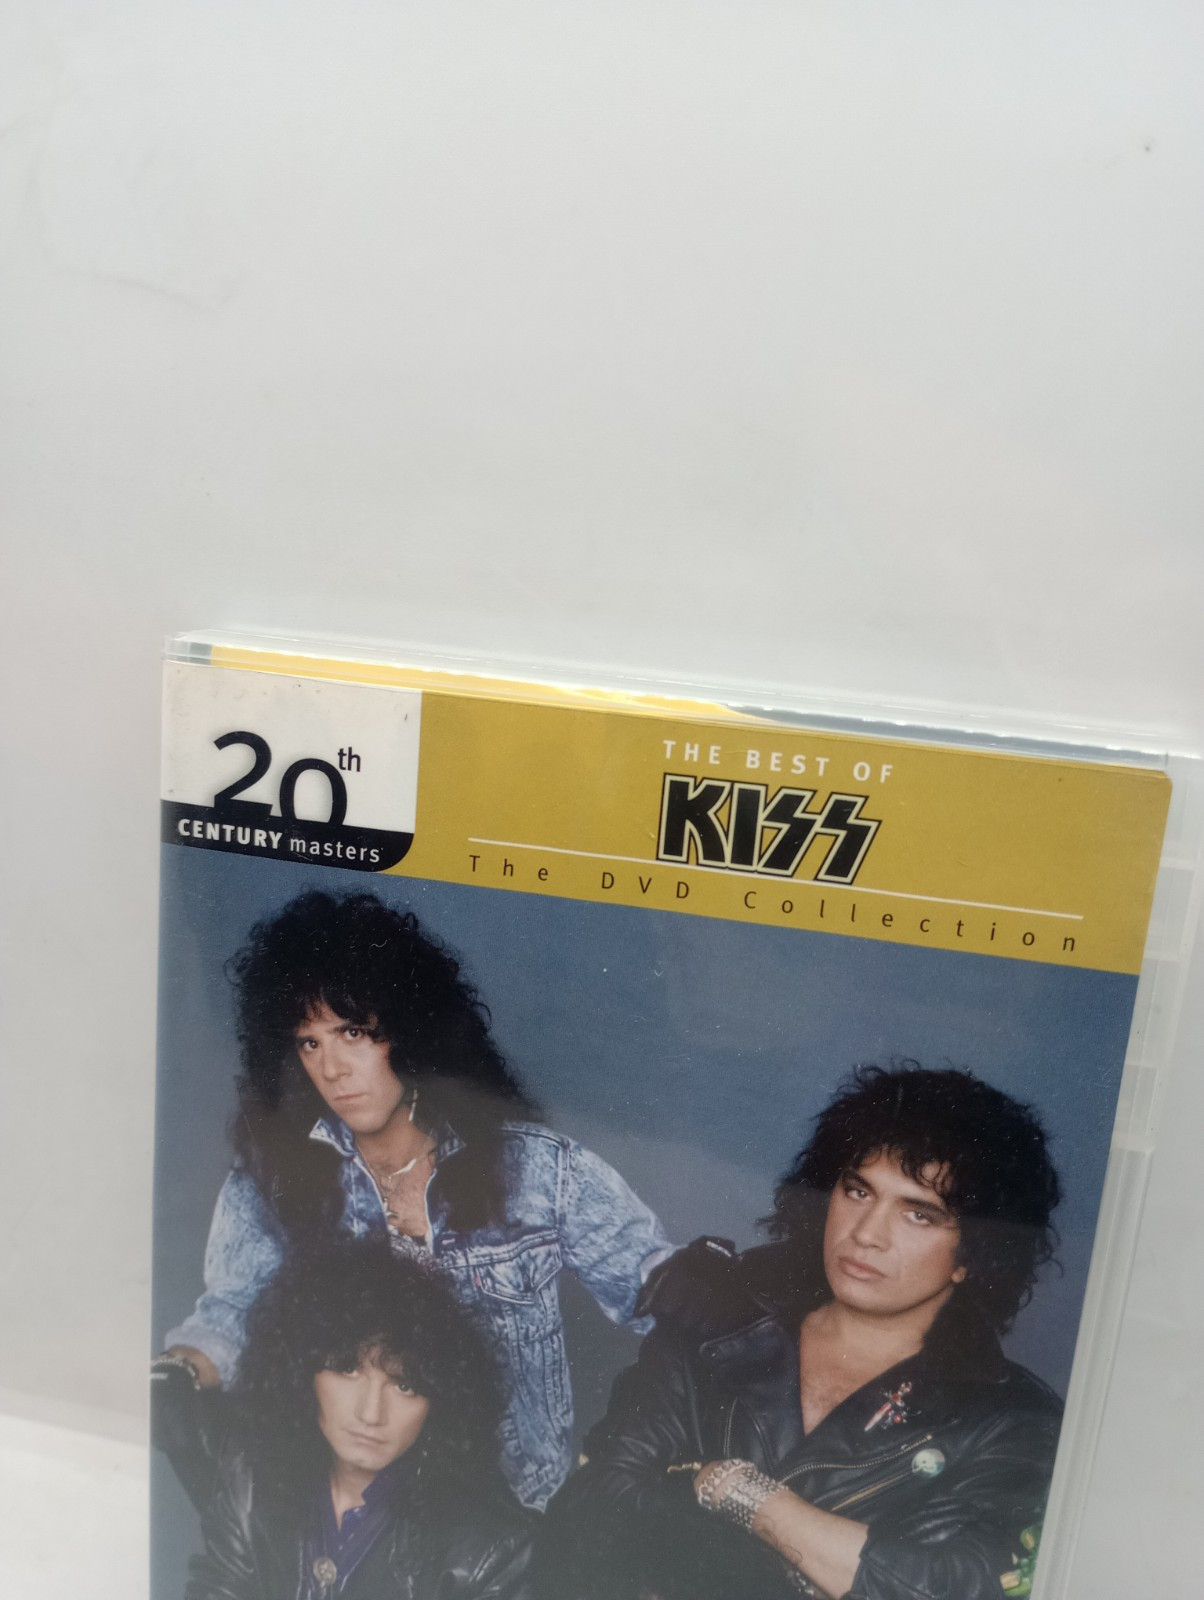 20th
CENTURY masters
THE BEST OF
KISS
The DVD Collection